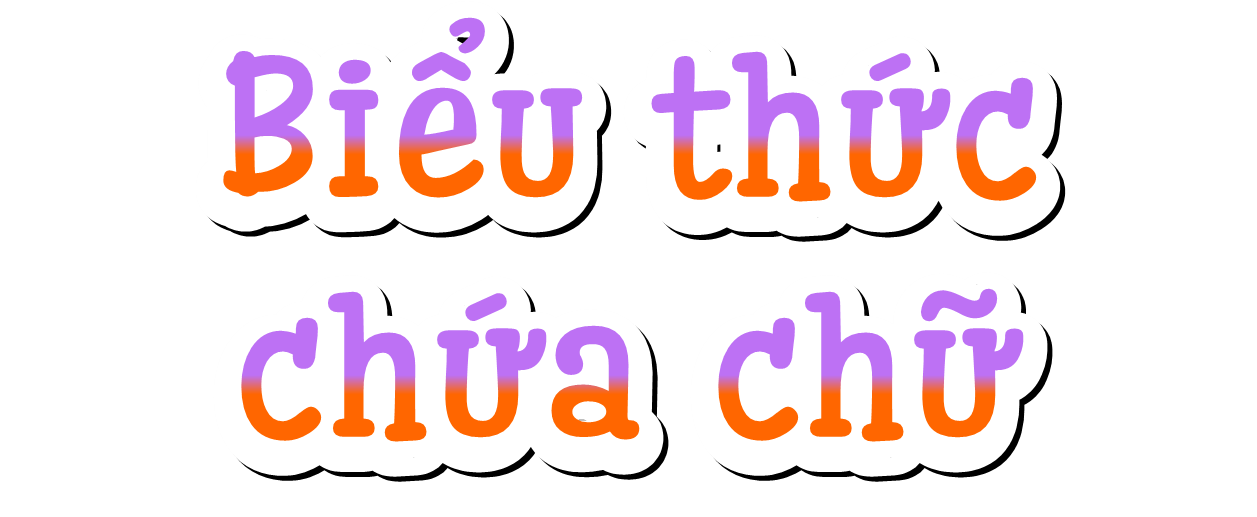 Biểu thức
chứa chữ